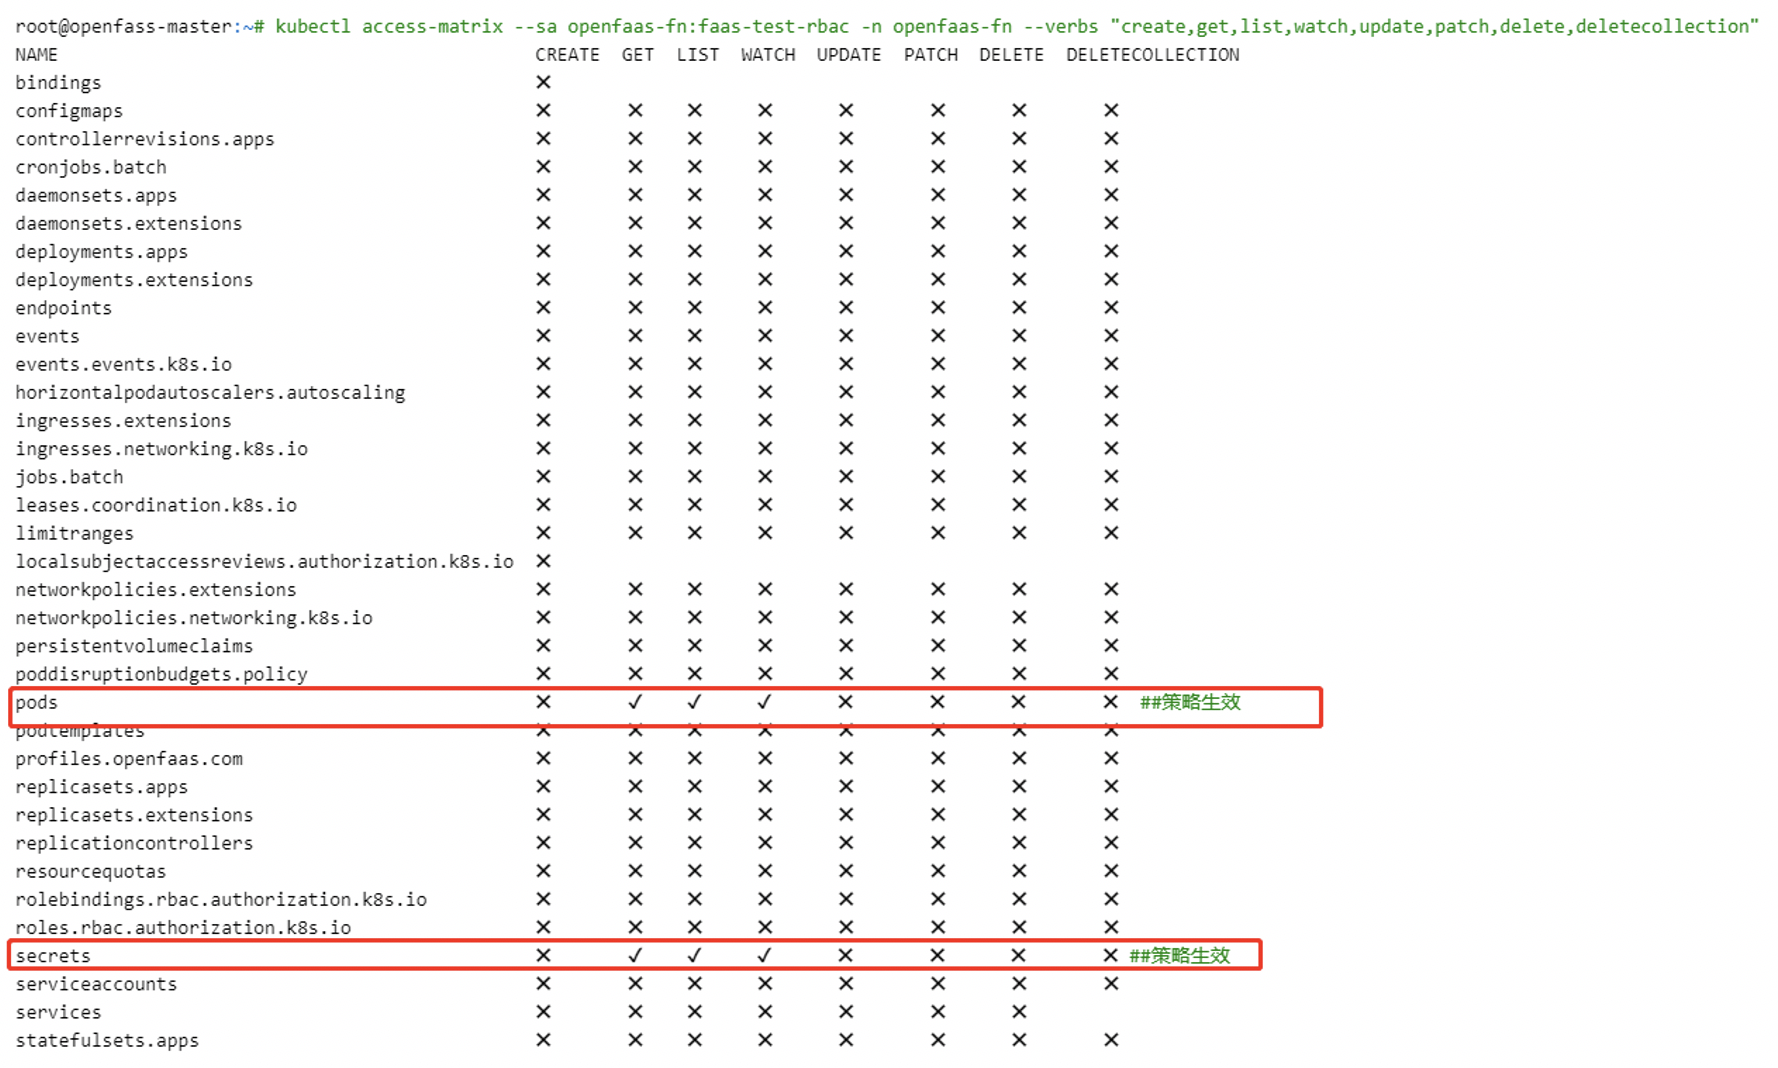 root@openfass-master:~# kubectl access-matrix --sa openfaas-fn:faas-test-rbac -n openfaas-fn --verbs "create,get,list,watch,update,patch,delete,deletecollection"
NAME CREATE GET LIST WATCH UPDATE PATCH DELETE DELETECOLLECTION
bindings ✕
configmaps ✕ ✕ ✕ ✕ ✕ ✕ ✕ ✕
controllerrevisions.apps ✕ ✕ ✕ ✕ ✕ ✕ ✕ ✕
cronjobs.batch ✕ ✕ ✕ ✕ ✕ ✕ ✕ ✕
daemonsets.apps ✕ ✕ ✕ ✕ ✕ ✕ ✕ ✕
daemonsets.extensions ✕ ✕ ✕ ✕ ✕ ✕ ✕ ✕
deployments.apps ✕ ✕ ✕ ✕ ✕ ✕ ✕ ✕
deployments.extensions ✕ ✕ ✕ ✕ ✕ ✕ ✕ ✕
endpoints ✕ ✕ ✕ ✕ ✕ ✕ ✕ ✕
events ✕ ✕ ✕ ✕ ✕ ✕ ✕ ✕
events.events.k8s.io ✕ ✕ ✕ ✕ ✕ ✕ ✕ ✕
horizontalpodautoscalers.autoscaling ✕ ✕ ✕ ✕ ✕ ✕ ✕ ✕
ingresses.extensions ✕ ✕ ✕ ✕ ✕ ✕ ✕ ✕
ingresses.networking.k8s.io ✕ ✕ ✕ ✕ ✕ ✕ ✕ ✕
jobs.batch ✕ ✕ ✕ ✕ ✕ ✕ ✕ ✕
leases.coordination.k8s.io ✕ ✕ ✕ ✕ ✕ ✕ ✕ ✕
limitranges ✕ ✕ ✕ ✕ ✕ ✕ ✕ ✕
localsubjectaccessreviews.authorization.k8s.io ✕
networkpolicies.extensions ✕ ✕ ✕ ✕ ✕ ✕ ✕ ✕
networkpolicies.networking.k8s.io ✕ ✕ ✕ ✕ ✕ ✕ ✕ ✕
persistentvolumeclaims ✕ ✕ ✕ ✕ ✕ ✕ ✕ ✕
poddisruptionbudgets.policy ✕ ✕ ✕ ✕ ✕ ✕ ✕ ✕
pods ✕ ✓ ✓ ✓ ✕ ✕ ✕ ✕ ##策略生效
podtemplates ✕ ✕ ✕ ✕ ✕ ✕ ✕ ✕
profiles.openfaas.com ✕ ✕ ✕ ✕ ✕ ✕ ✕ ✕
replicasets.apps ✕ ✕ ✕ ✕ ✕ ✕ ✕ ✕
replicasets.extensions ✕ ✕ ✕ ✕ ✕ ✕ ✕ ✕
replicationcontrollers ✕ ✕ ✕ ✕ ✕ ✕ ✕ ✕
resourcequotas ✕ ✕ ✕ ✕ ✕ ✕ ✕ ✕
rolebindings.rbac.authorization.k8s.io ✕ ✕ ✕ ✕ ✕ ✕ ✕ ✕
roles.rbac.authorization.k8s.io ✕ ✕ ✕ ✕ ✕ ✕ ✕ ✕
secrets ✕ ✓ ✓ ✓ ✕ ✕ ✕ ✕ ##策略生效
serviceaccounts ✕ ✕ ✕ ✕ ✕ ✕ ✕ ✕
services ✕ ✕ ✕ ✕ ✕ ✕ ✕
statefulsets.apps ✕ ✕ ✕ ✕ ✕ ✕ ✕ ✕